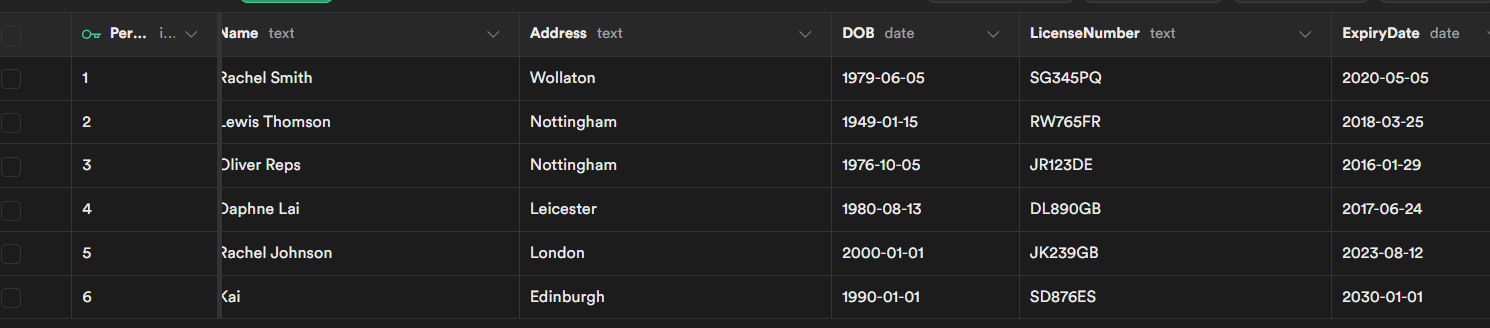 Per... i... Name text Address text DOB date LicenseNumber text ExpiryDate date
1 Rachel Smith Wollaton 1979-06-05 SG345PQ 2020-05-05
2 Lewis Thomson Nottingham 1949-01-15 RW765FR 2018-03-25
3 Oliver Reps Nottingham 1976-10-05 JR123DE 2016-01-29
4 Daphne Lai Leicester 1980-08-13 DL890GB 2017-06-24
5 Rachel Johnson London 2000-01-01 JK239GB 2023-08-12
6 Kai Edinburgh 1990-01-01 SD876ES 2030-01-01